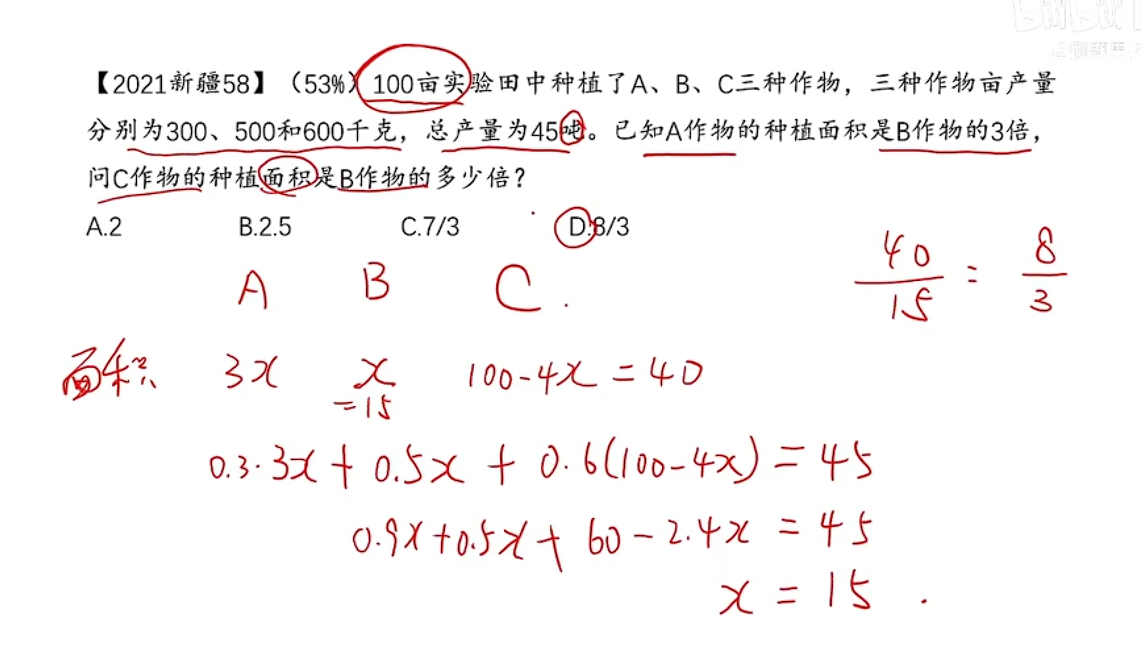 BiliBili
【2021新疆58】（53%）100亩实验田中种植了A、B、C三种作物，三种作物亩产量
分别为300、500和600千克，总产量为45吨。已知A作物的种植面积是B作物的3倍，
问C作物的种植面积是B作物的多少倍？
A.2 B.2.5 C.7/3 D.8/3
40/15 = 8/3
A B C
面积 3x x 100-4x=40
=15
0.3·3x+0.5x+0.6(100-4x)=45
0.9x+0.5x+60-2.4x=45
x=15